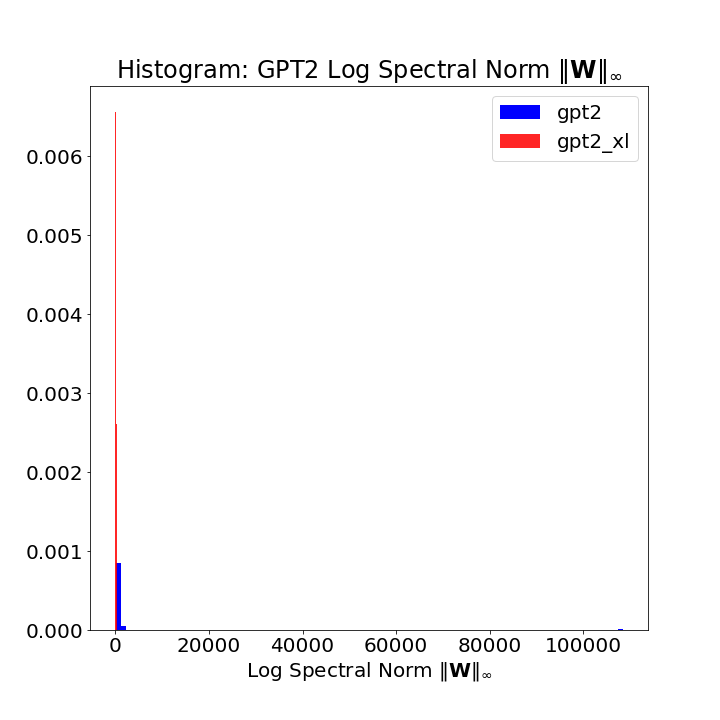 Histogram: GPT2 Log Spectral Norm ‖W‖∞
gpt2
gpt2_xl
0.006
0.005
0.004
0.003
0.002
0.001
0.000
0 20000 40000 60000 80000 100000
Log Spectral Norm ‖W‖∞